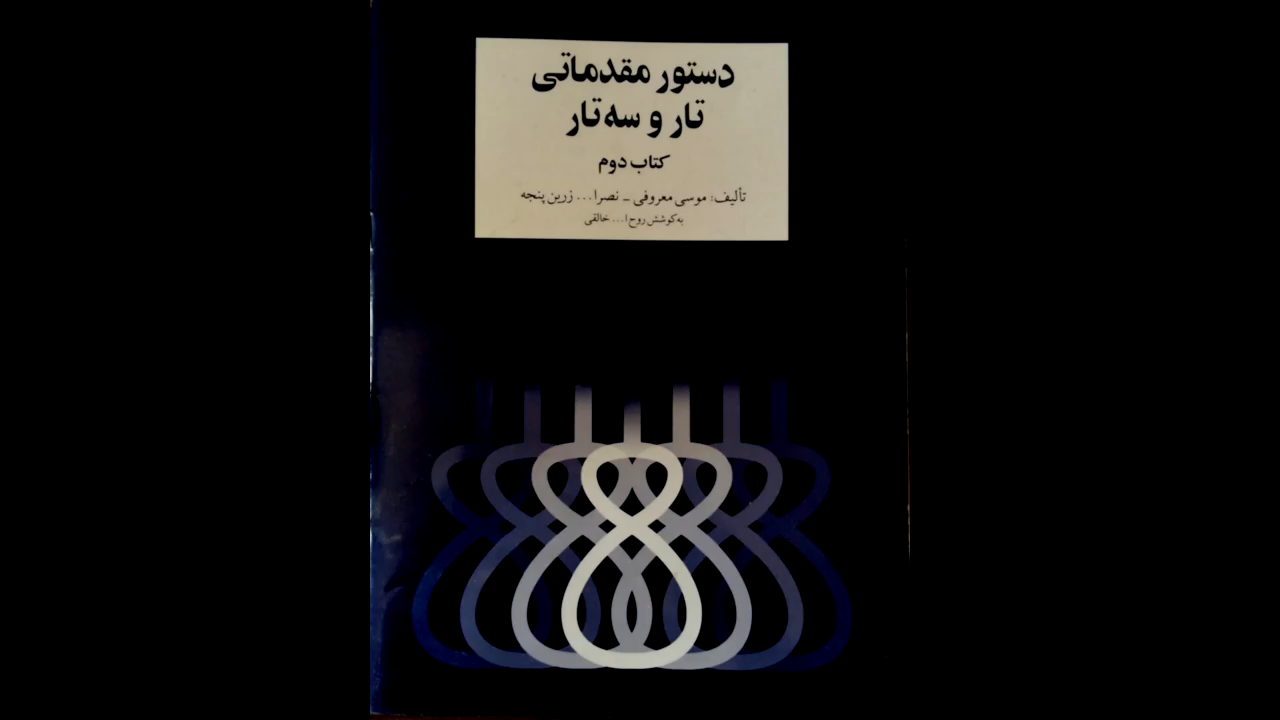 دستور مقدماتی
تار و سه‌تار
کتاب دوم
تألیف: موسی معروفی ـ نصرا... زرین پنجه
به‌کوشش روح ا... خالقی